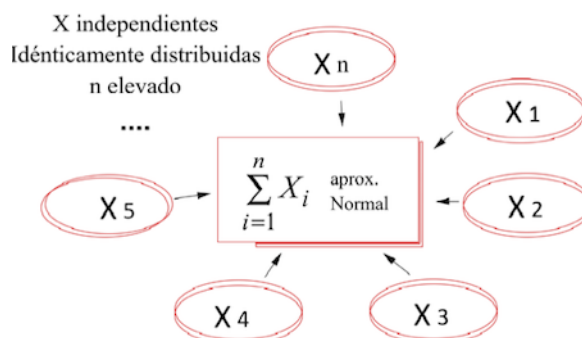 X independientes
Idénticamente distribuidas
n elevado
....
X n
X 1
X 2
X 3
X 4
X 5
n
∑ X i aprox.
Normal
i=1